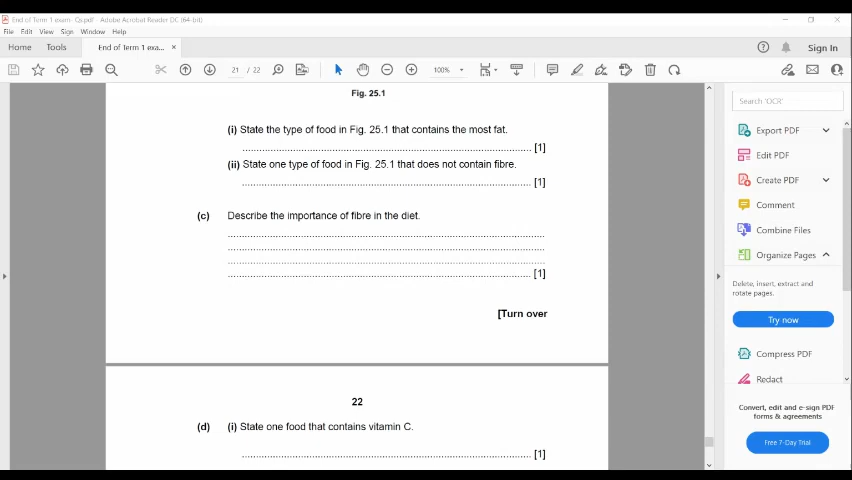 End of Term 1 exam- Qs.pdf - Adobe Acrobat Reader DC (64-bit)
File Edit View Sign Window Help
Home Tools End of Term 1 exa... × Sign In
21 / 22 100%
Search 'OCR'
Export PDF
Edit PDF
Create PDF
Comment
Combine Files
Organize Pages
Delete, insert, extract and
rotate pages.
Try now
Compress PDF
Redact
Convert, edit and e-sign PDF
forms & agreements
Free 7-Day Trial
Fig. 25.1
(i) State the type of food in Fig. 25.1 that contains the most fat.
[1]
(ii) State one type of food in Fig. 25.1 that does not contain fibre.
[1]
(c) Describe the importance of fibre in the diet.
[1]
[Turn over
22
(d) (i) State one food that contains vitamin C.
[1]